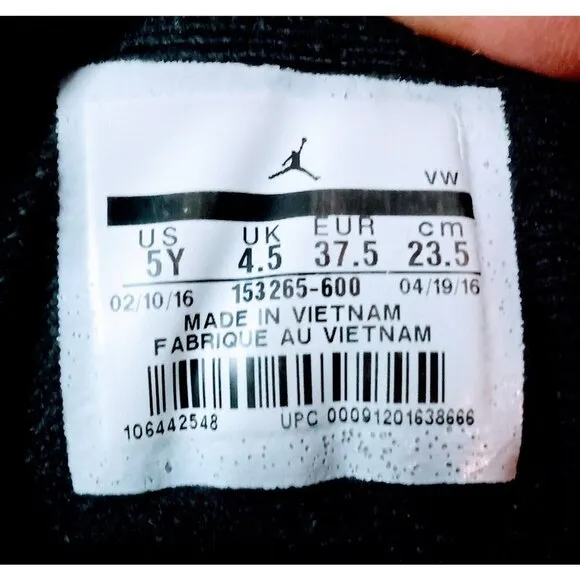 VW
US UK EUR cm
5Y 4.5 37.5 23.5
02/10/16 153265-600 04/19/16
MADE IN VIETNAM
FABRIQUE AU VIETNAM
106442548 UPC 00091201638666